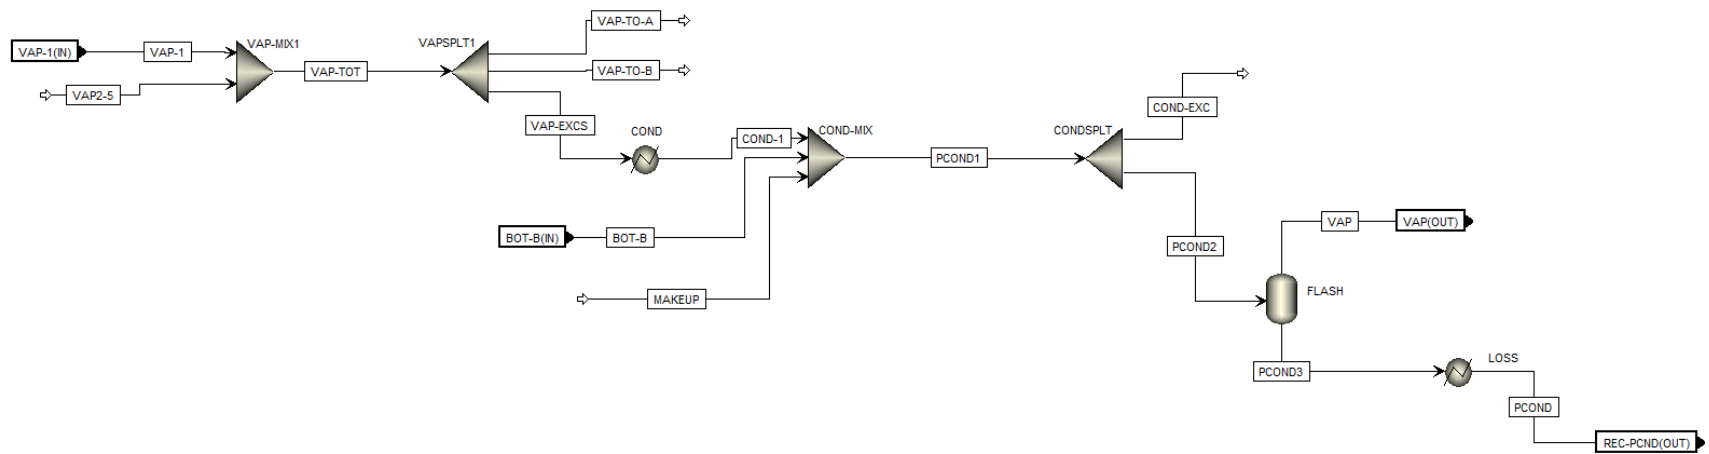 VAP-1(IN)
VAP-1
VAP-MIX1
VAP2-5
VAP-TOT
VAPSPLT1
VAP-TO-A
VAP-TO-B
VAP-EXCS
COND
COND-1
COND-MIX
BOT-B(IN)
BOT-B
MAKEUP
PCOND1
CONDSPLT
COND-EXC
PCOND2
VAP
VAP(OUT)
FLASH
PCOND3
LOSS
PCOND
REC-PCND(OUT)